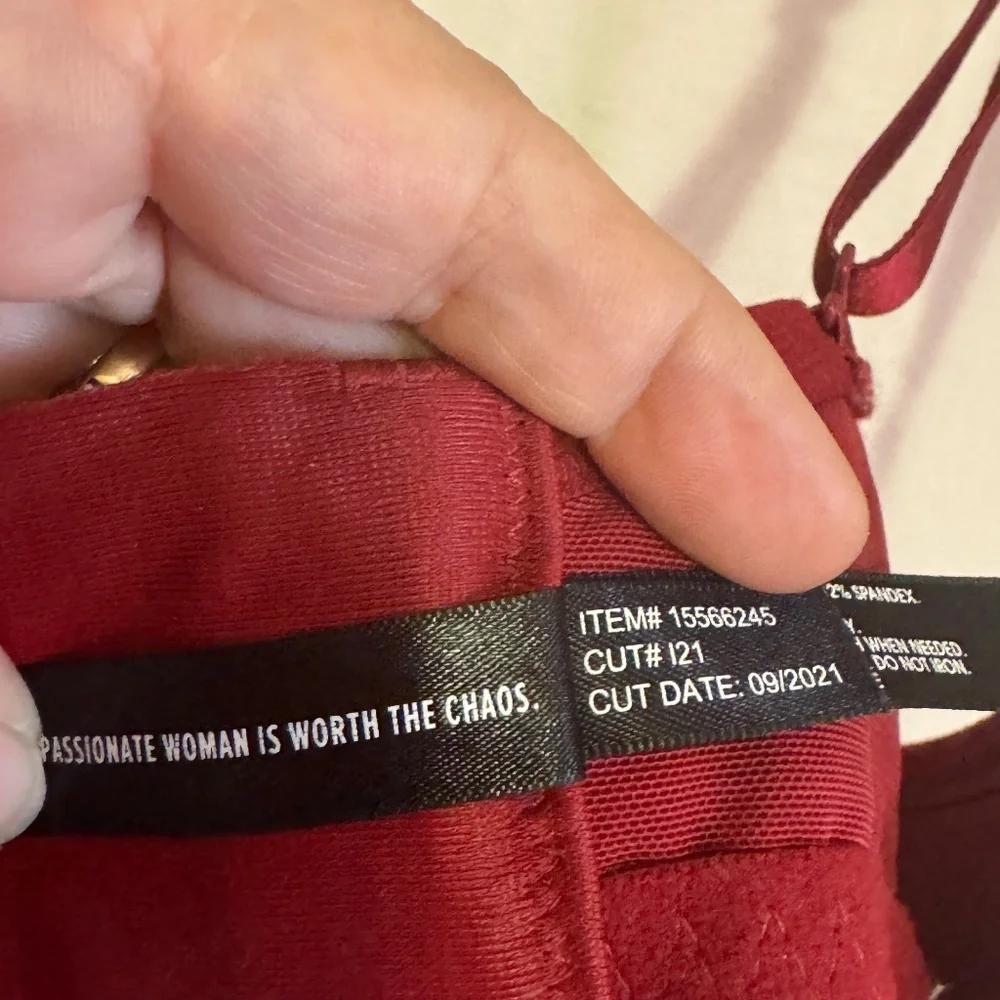 PASSIONATE WOMAN IS WORTH THE CHAOS.
ITEM# 15566245
CUT# I21
CUT DATE: 09/2021
2% SPANDEX.
WHEN NEEDED.
DO NOT IRON.